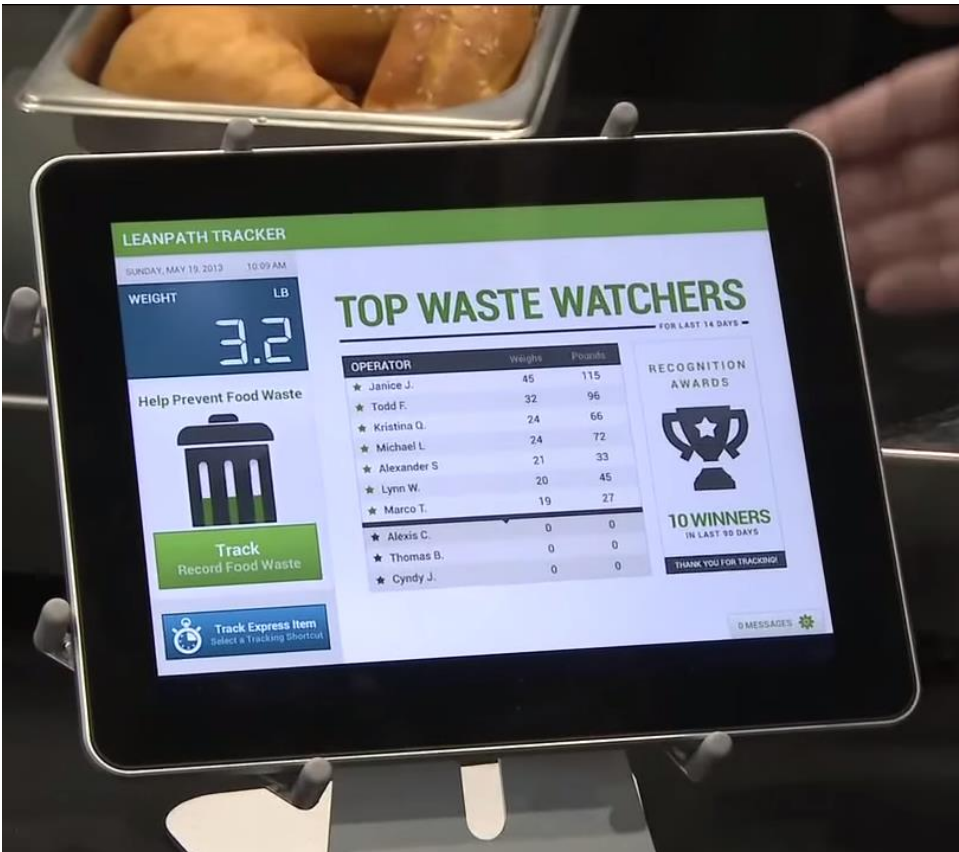 LEANPATH TRACKER
SUNDAY, MAY 19, 2013 10:09 AM
WEIGHT LB
3.2
Help Prevent Food Waste
Track
Record Food Waste
Track Express Item
Select a Tracking Shortcut
TOP WASTE WATCHERS
FOR LAST 14 DAYS
OPERATOR Weighs Pounds
Janice J. 45 115
Todd F. 32 96
Kristina Q. 24 66
Michael L 24 72
Alexander S 21 33
Lynn W. 20 45
Marco T. 19 27
Alexis C. 0 0
Thomas B. 0 0
Cyndy J. 0 0
RECOGNITION
AWARDS
10 WINNERS
IN LAST 90 DAYS
THANK YOU FOR TRACKING!
0 MESSAGES